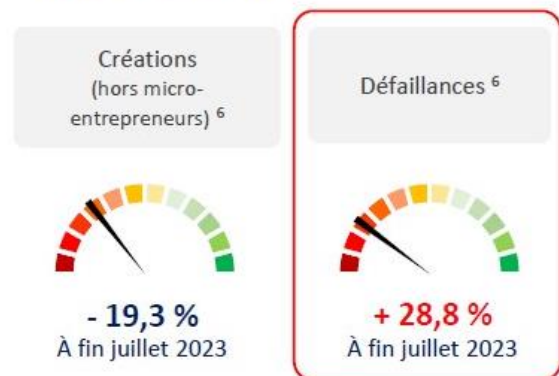 Créations
(hors micro-
entrepreneurs) ⁶
- 19,3 %
À fin juillet 2023
Défaillances ⁶
+ 28,8 %
À fin juillet 2023